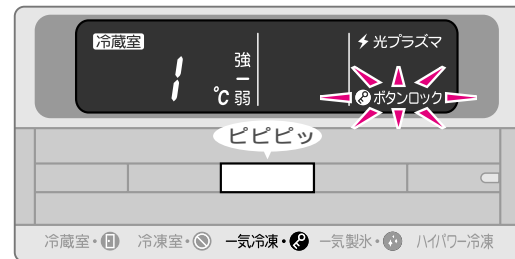 冷蔵室
強
光プラズマ
1 ℃
弱
ボタンロック
ピピピッ
冷蔵室・ 冷凍室・ 一気冷凍・ 一気製氷・ ハイパワー冷凍